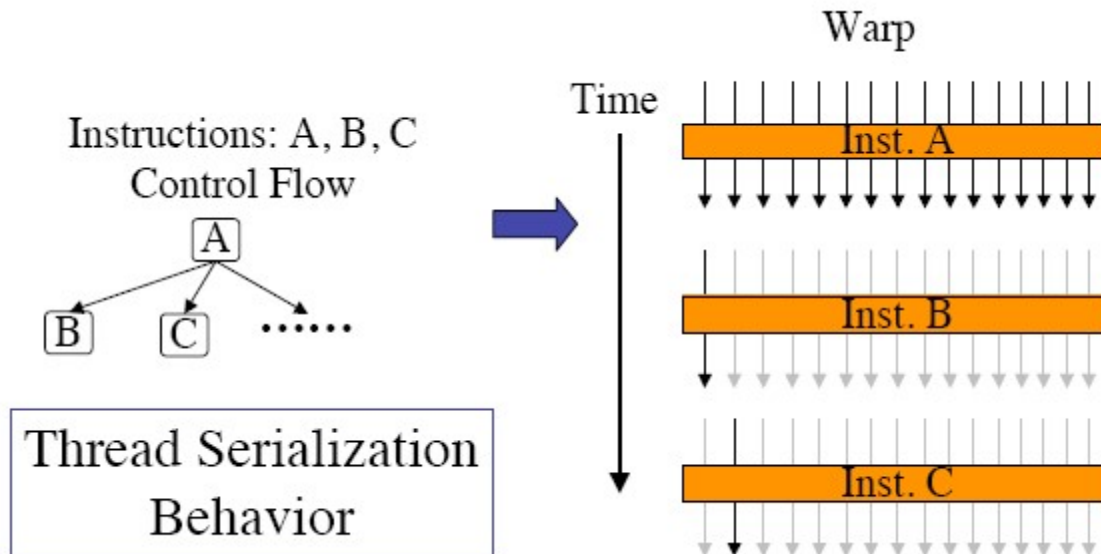 Warp
Time
Instructions: A, B, C
Control Flow
A
B
C
......
Inst. A
Inst. B
Inst. C
Thread Serialization
Behavior